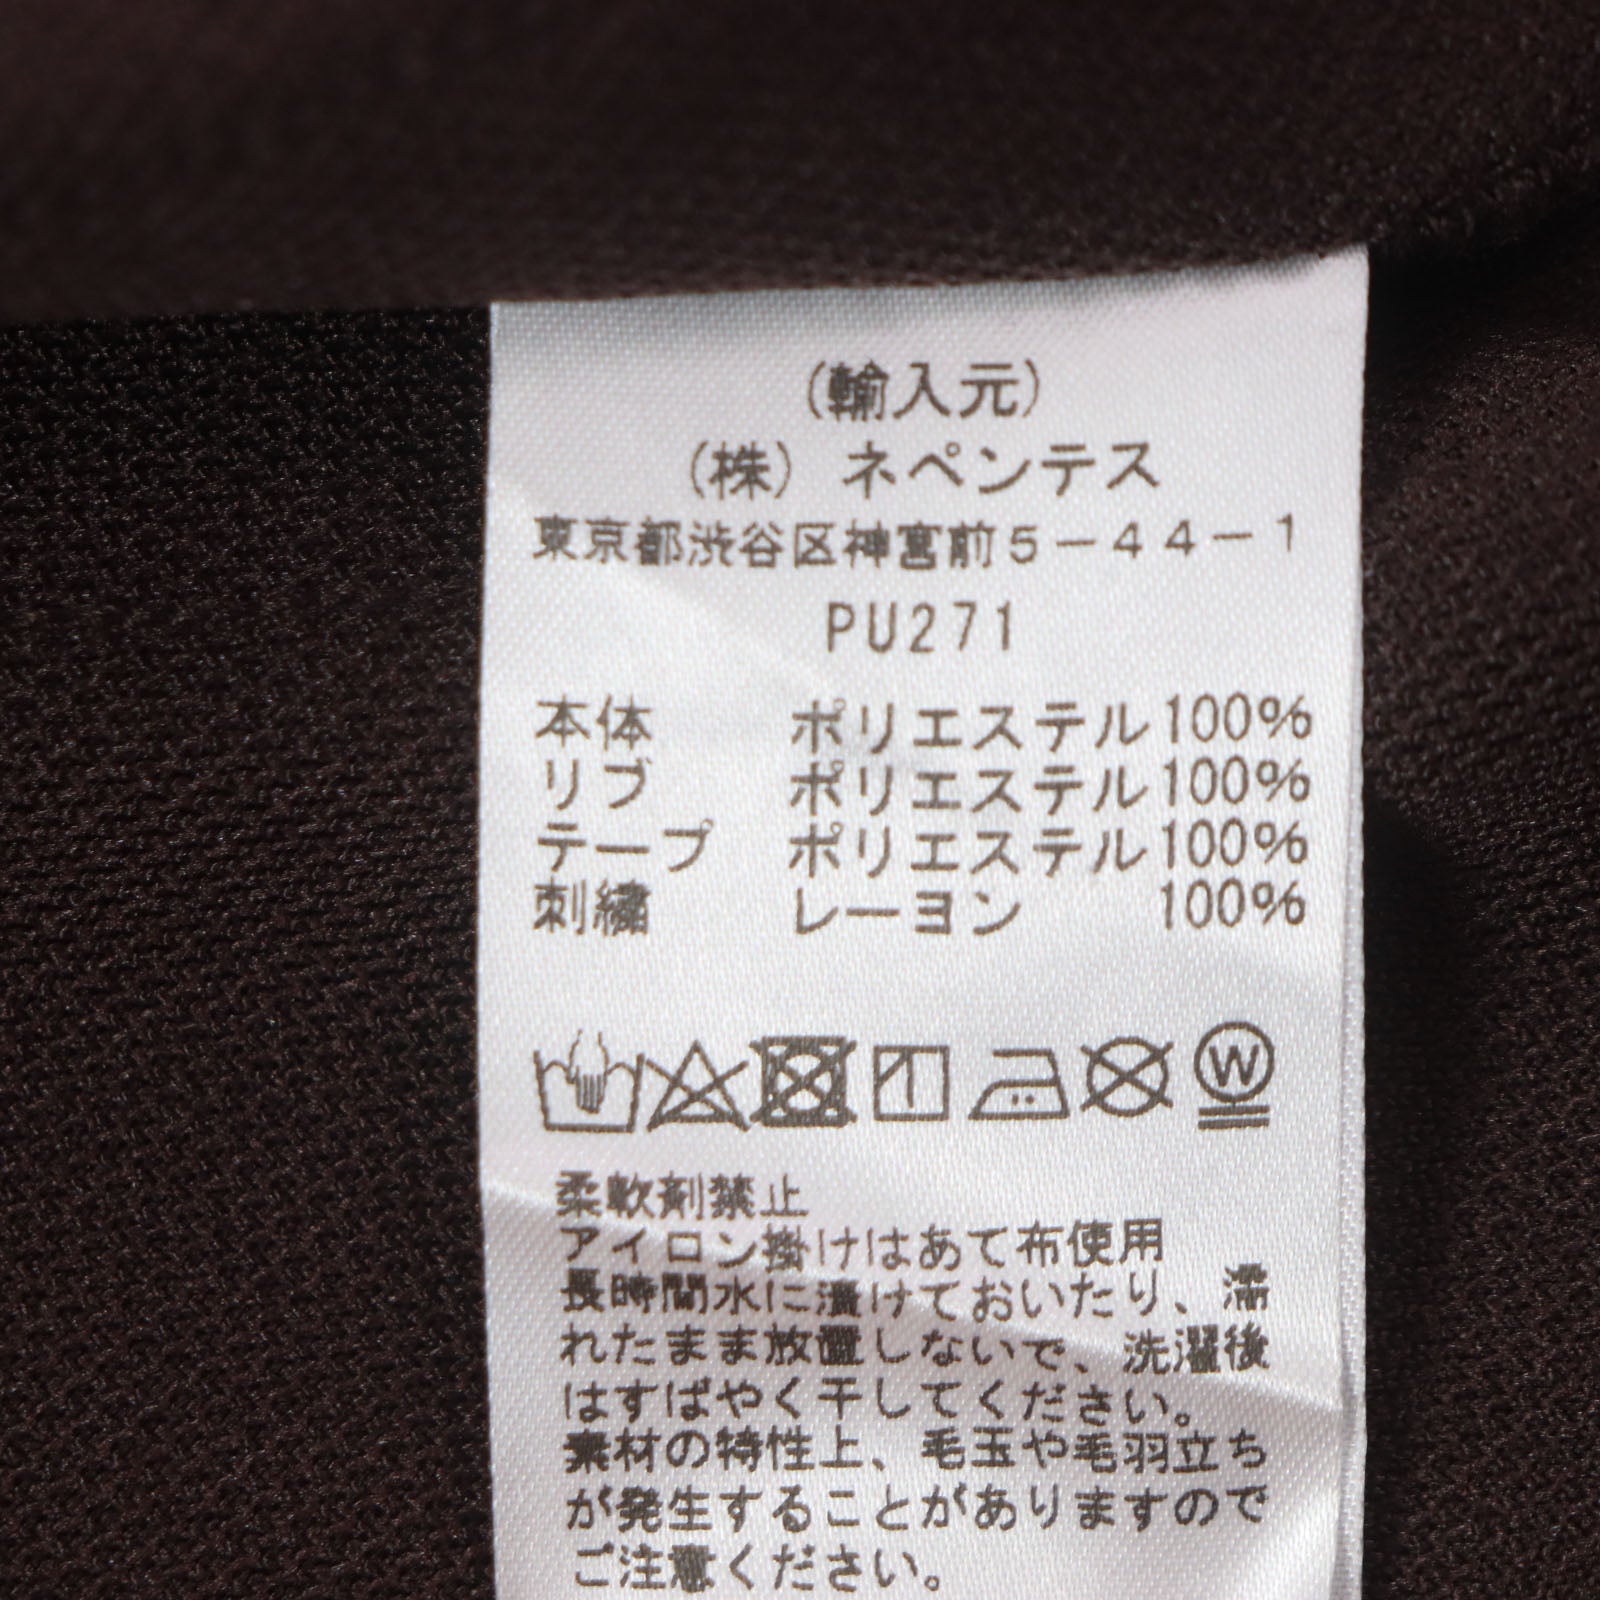 (輸入元)
(株) ネペンテス
東京都渋谷区神宮前5-44-1
PU271
本体 ポリエステル100%
リブ ポリエステル100%
テープ ポリエステル100%
刺繍 レーヨン 100%
W
柔軟剤禁止
アイロン掛けはあて布使用
長時間水に漬けておいたり、濡
れたまま放置しないで、洗濯後
はすばやく干してください。
素材の特性上、毛玉や毛羽立ち
が発生することがありますので
ご注意ください。